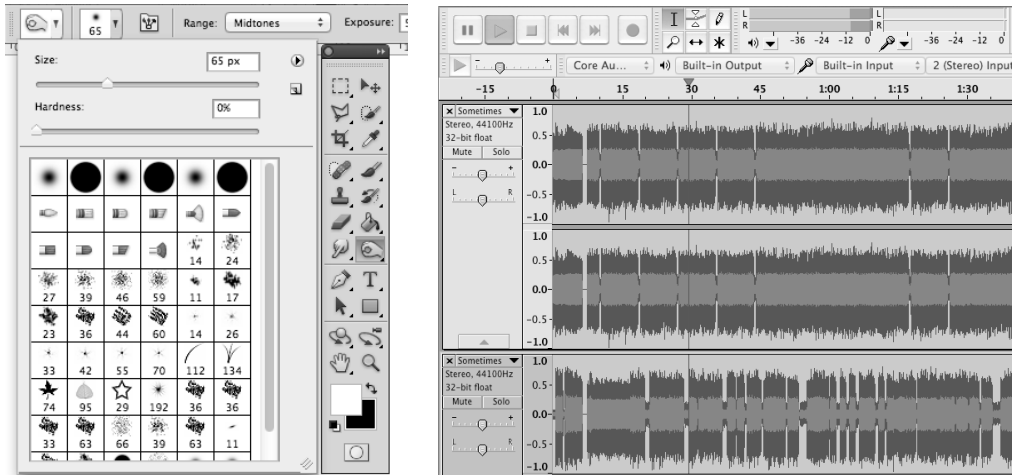 65
Range: Midtones
Exposure:
Size:
65 px
Hardness:
0%
14 24
27 39 46 59 11 17
23 36 44 60 14 26
33 42 55 70 112 134
74 95 29 192 36 36
33 63 66 39 63 11
T
L
R
-36 -24 -12 0
L
R
-36 -24 -12 0
Core Au...
Built-in Output
Built-in Input
2 (Stereo) Input
-15 0 15 30 45 1:00 1:15 1:30
Sometimes
Stereo, 44100Hz
32-bit float
Mute Solo
- +
L R
1.0
0.5-
0.0-
-0.5-
-1.0
1.0
0.5-
0.0-
-0.5-
-1.0
Sometimes
Stereo, 44100Hz
32-bit float
Mute Solo
- +
L R
1.0
0.5-
0.0-
-0.5-
-1.0